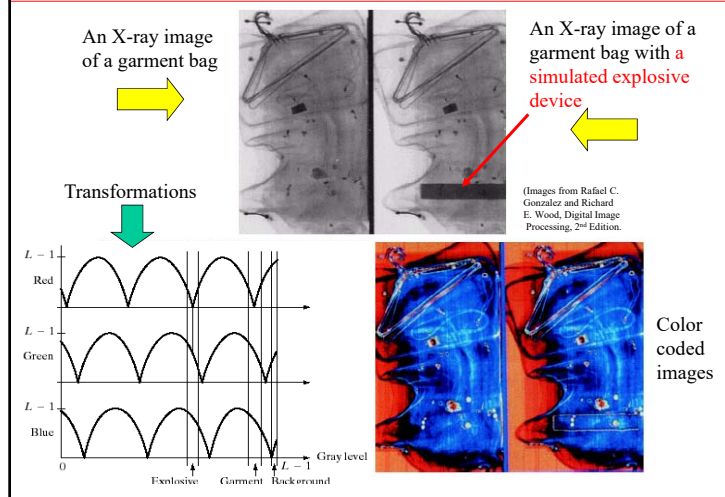 An X-ray image
of a garment bag
An X-ray image of a
garment bag with a
simulated explosive
device
(Images from Rafael C.
Gonzalez and Richard
E. Wood, Digital Image
Processing, 2nd Edition.
Transformations
L − 1
Red
L − 1
Green
L − 1
Blue
0
Gray level
L − 1
Explosive
Garment
Background
Color
coded
images